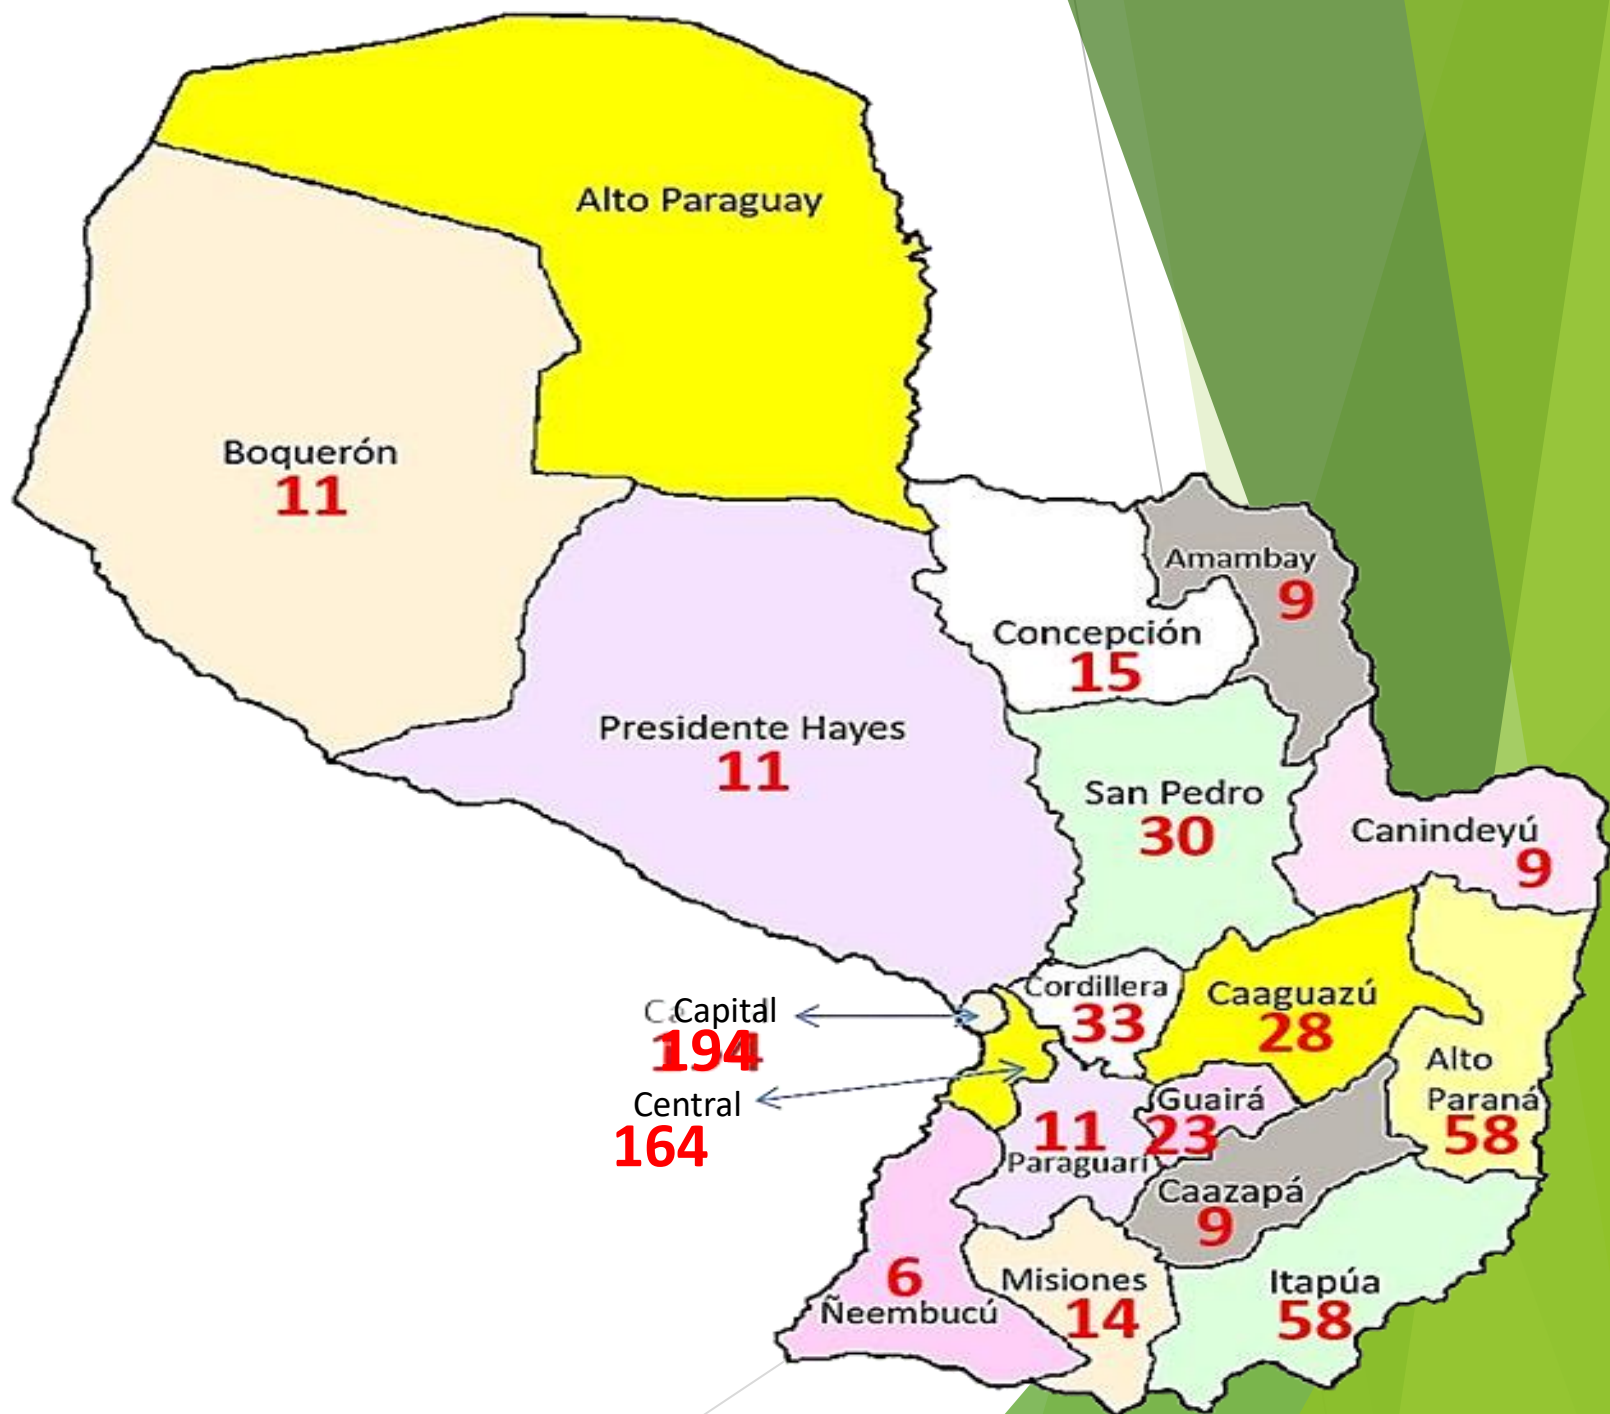 Alto Paraguay
Boquerón
11
Amambay
9
Concepción
15
Presidente Hayes
11
San Pedro
30
Canindeyú
9
Cordillera
33
Caaguazú
28
Capital
194
Central
164
Alto
Paraná
58
Guairá
23
11
Paraguarí
Caazapá
9
6
Ñeembucú
Misiones
14
Itapúa
58